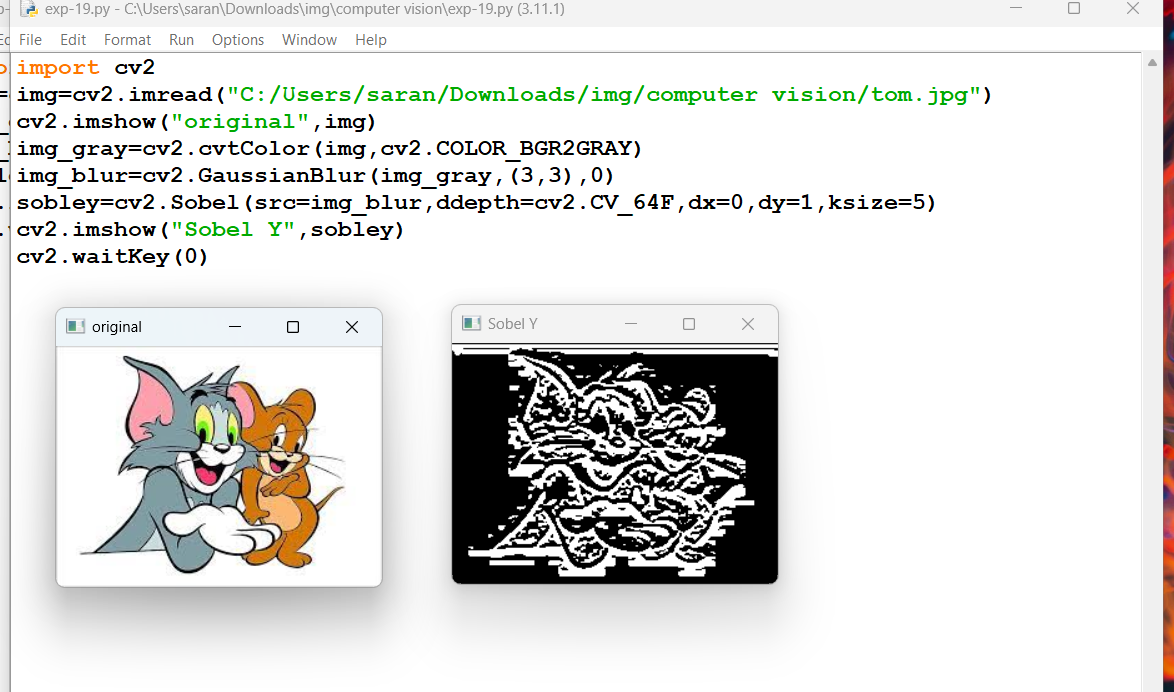 exp-19.py - C:\Users\saran\Downloads\img\computer vision\exp-19.py (3.11.1)
File Edit Format Run Options Window Help
import cv2
img=cv2.imread("C:/Users/saran/Downloads/img/computer vision/tom.jpg")
cv2.imshow("original",img)
img_gray=cv2.cvtColor(img,cv2.COLOR_BGR2GRAY)
img_blur=cv2.GaussianBlur(img_gray,(3,3),0)
sobley=cv2.Sobel(src=img_blur,ddepth=cv2.CV_64F,dx=0,dy=1,ksize=5)
cv2.imshow("Sobel Y",sobley)
cv2.waitKey(0)
original
Sobel Y